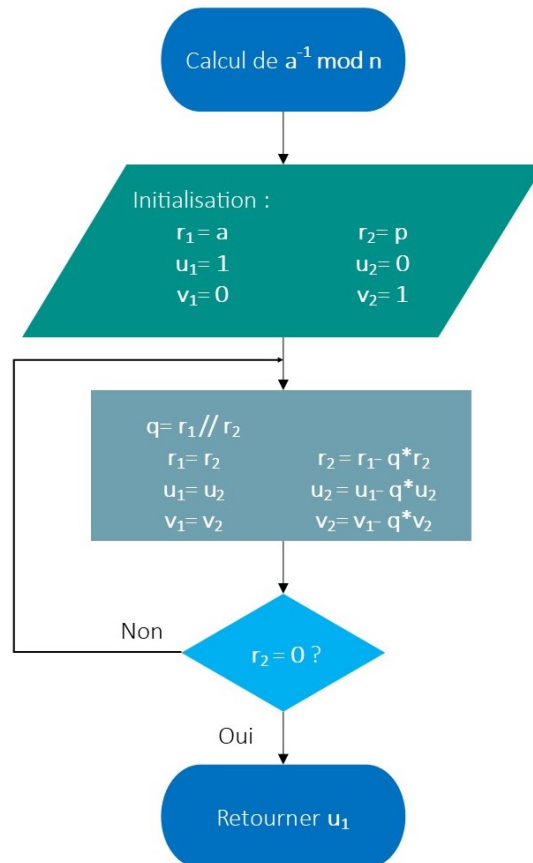 Calcul de a⁻¹ mod n
Initialisation :
r₁= a r₂= p
u₁= 1 u₂= 0
v₁= 0 v₂= 1
q= r₁ // r₂
r₁= r₂ r₂= r₁- q*r₂
u₁= u₂ u₂= u₁- q*u₂
v₁= v₂ v₂= v₁- q*v₂
Non
r₂ = 0 ?
Oui
Retourner u₁